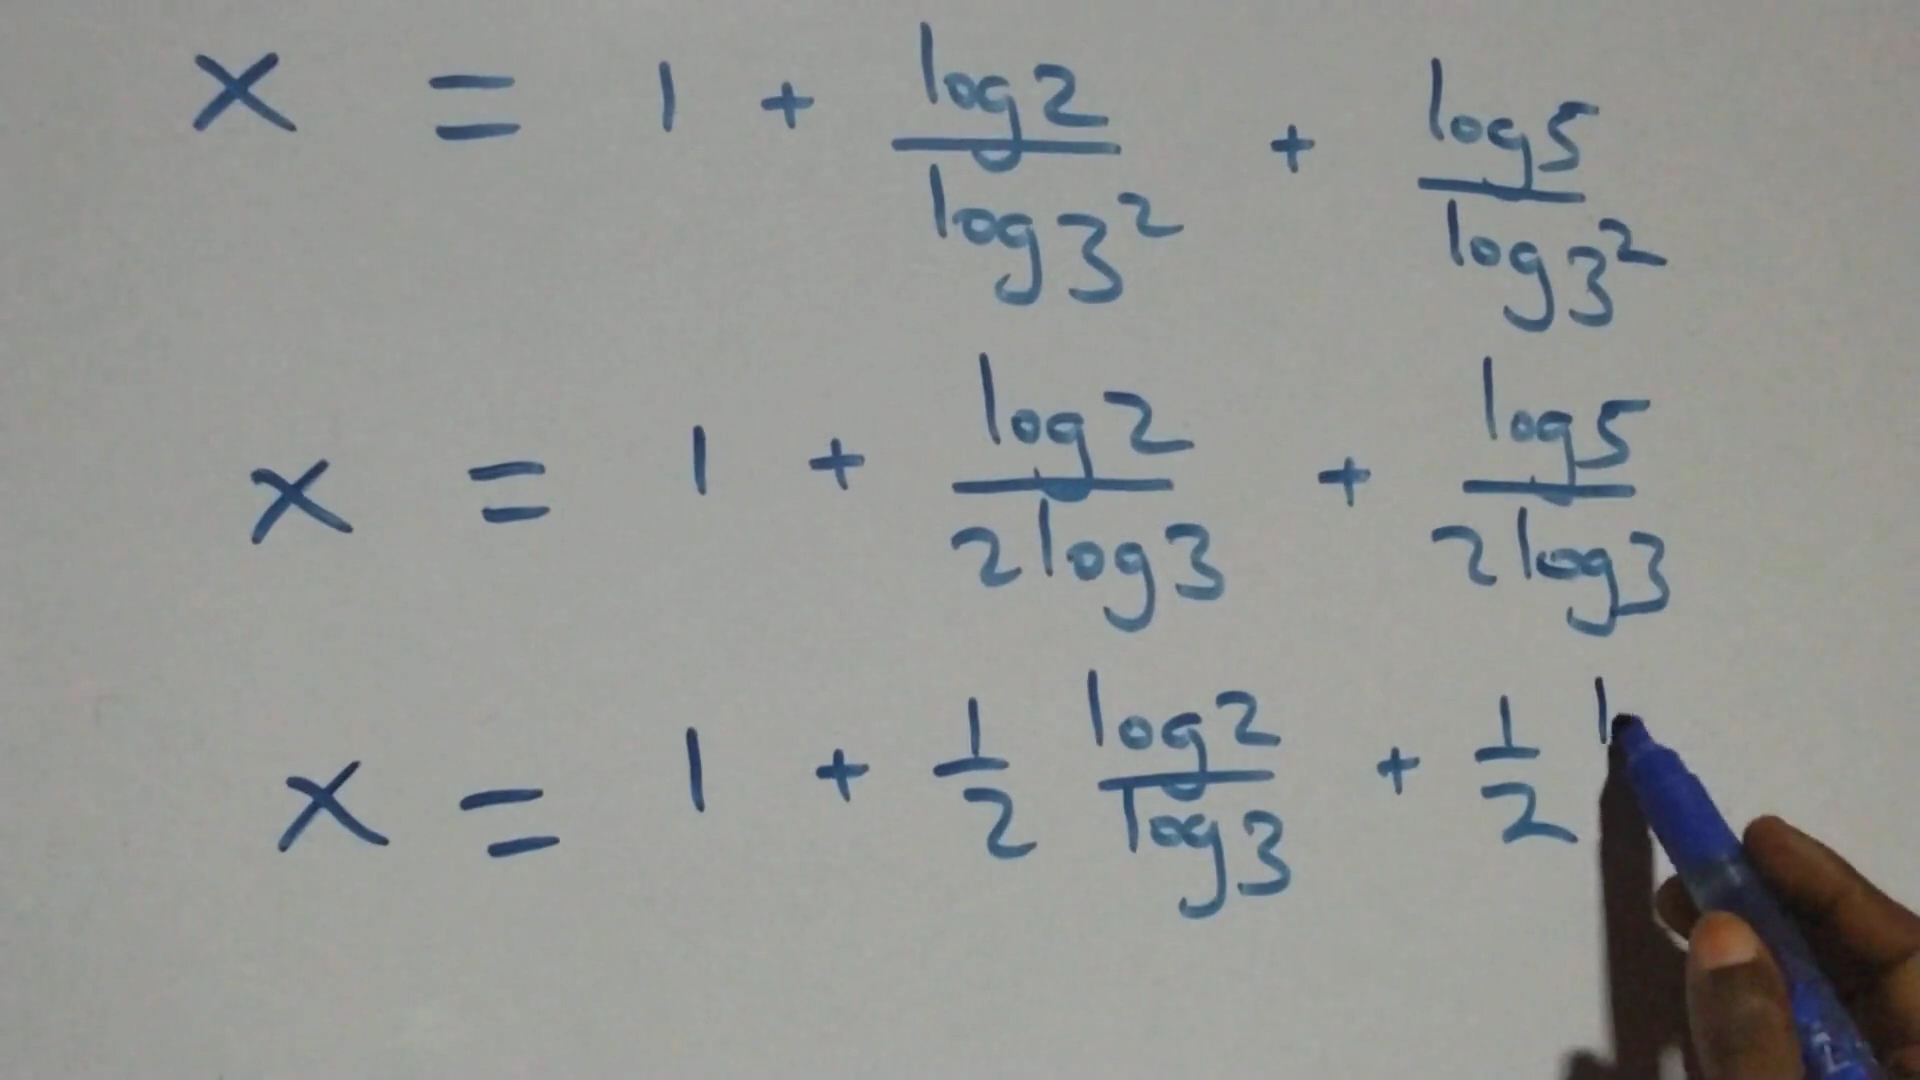 x = 1 + log2/log3² + log5/log3²
x = 1 + log2/2log3 + log5/2log3
x = 1 + 1/2 log2/log3 + 1/2 l